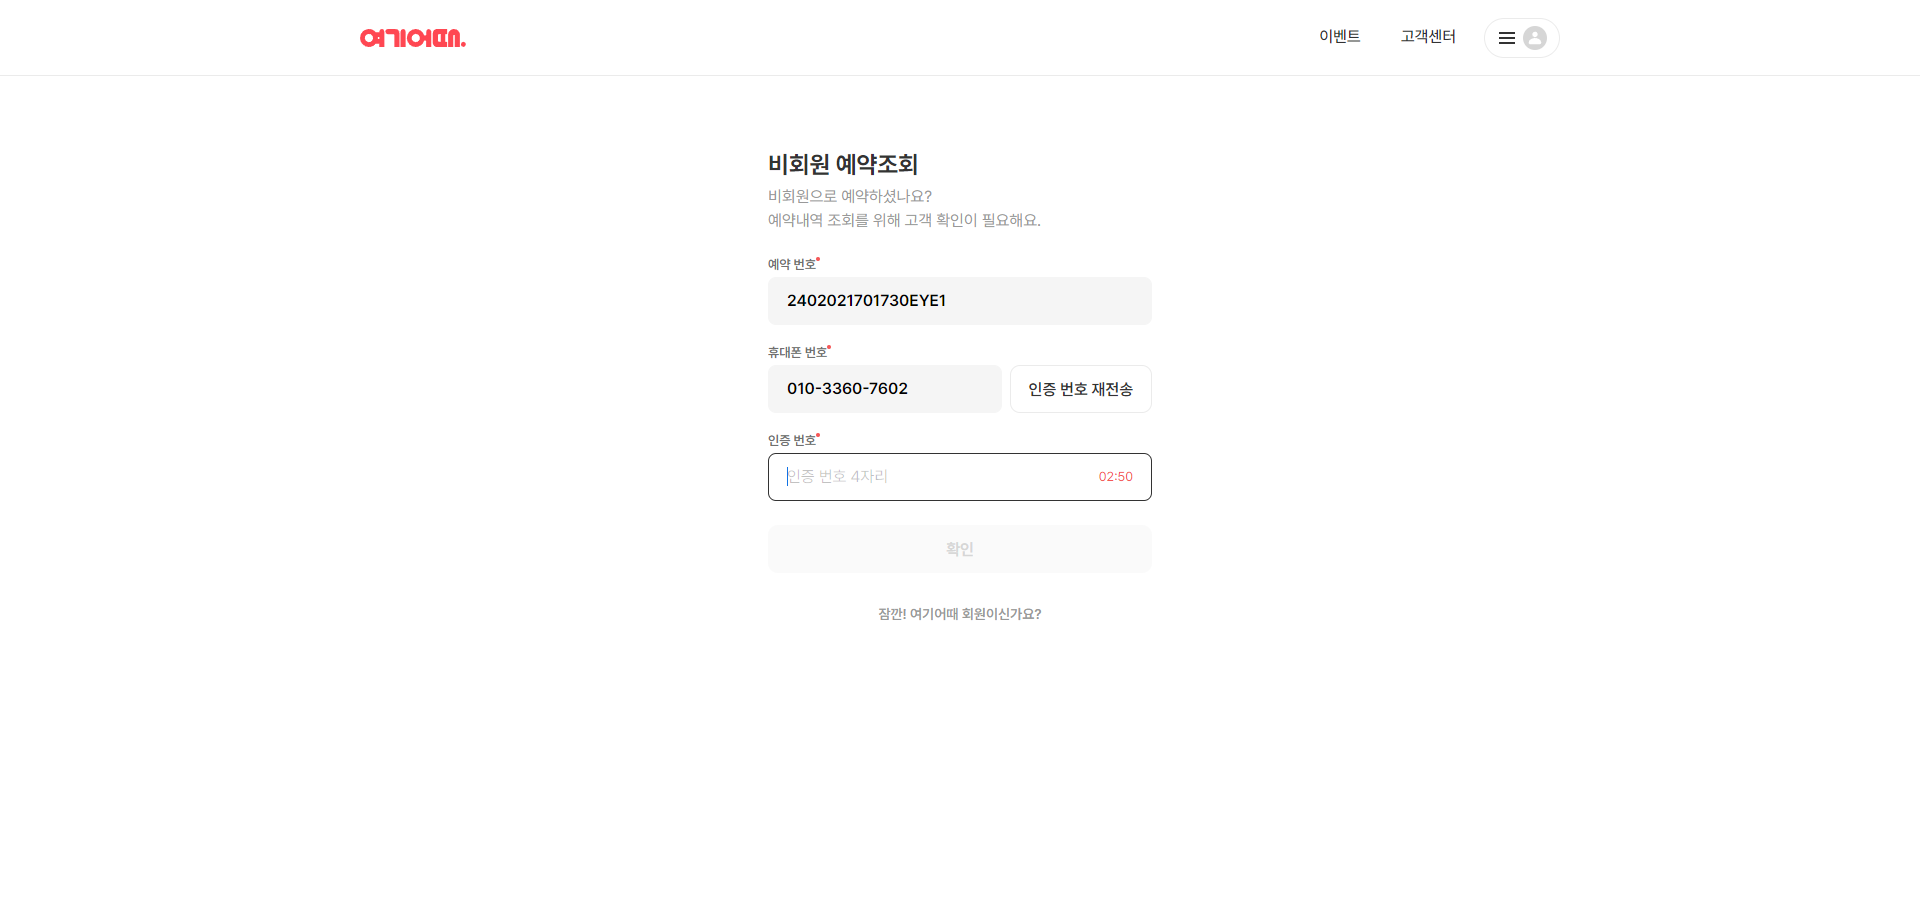 여기어때.
이벤트
고객센터
비회원 예약조회
비회원으로 예약하셨나요?
예약내역 조회를 위해 고객 확인이 필요해요.
예약 번호
2402021701730EYE1
휴대폰 번호
010-3360-7602
인증 번호 재전송
인증 번호
인증 번호 4자리
02:50
확인
잠깐! 여기어때 회원이신가요?